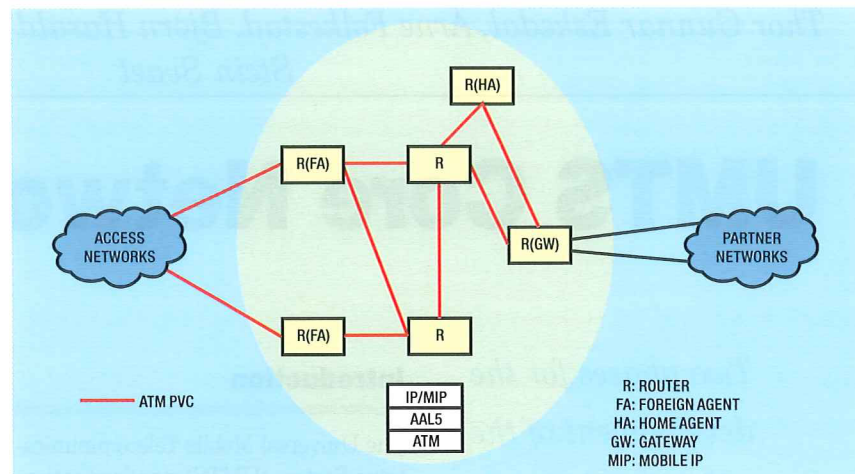 R(HA)
R(FA)
R
ACCESS
NETWORKS
R(GW)
PARTNER
NETWORKS
R(FA)
R
ATM PVC
IP/MIP
AAL5
ATM
R: ROUTER
FA: FOREIGN AGENT
HA: HOME AGENT
GW: GATEWAY
MIP: MOBILE IP